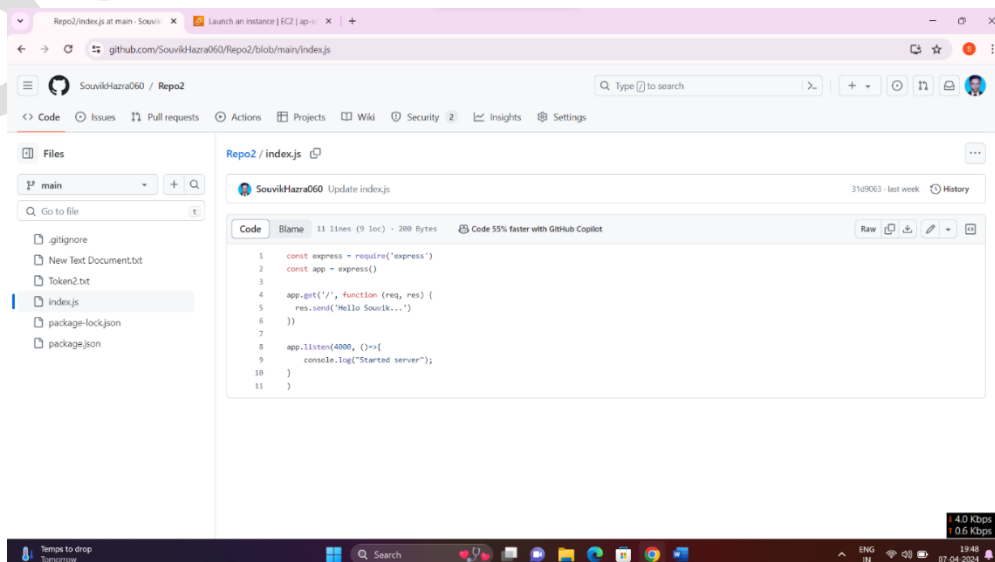 Repo2/index.js at main · Souvik
Launch an instance | EC2 | ap-s
github.com/SouvikHazra060/Repo2/blob/main/index.js
S
SouvikHazra060 / Repo2
Type / to search
Code Issues Pull requests Actions Projects Wiki Security 2 Insights Settings
Files
Repo2 / index.js
main
SouvikHazra060 Update index.js
31d9063 · last week History
Go to file t
Code Blame 11 lines (9 loc) · 200 Bytes Code 55% faster with GitHub Copilot
Raw
.gitignore
New Text Document.txt
Token2.txt
index.js
package-lock.json
package.json
1 const express = require('express')
2 const app = express()
3
4 app.get('/', function (req, res) {
5 res.send('Hello Souvik...')
6 })
7
8 app.listen(4000, ()=>{
9 console.log("Started server");
10 }
11 )
4.0 Kbps
0.6 Kbps
Temps to drop
Tomorrow
Search
ENG
IN
19:48
07-04-2024